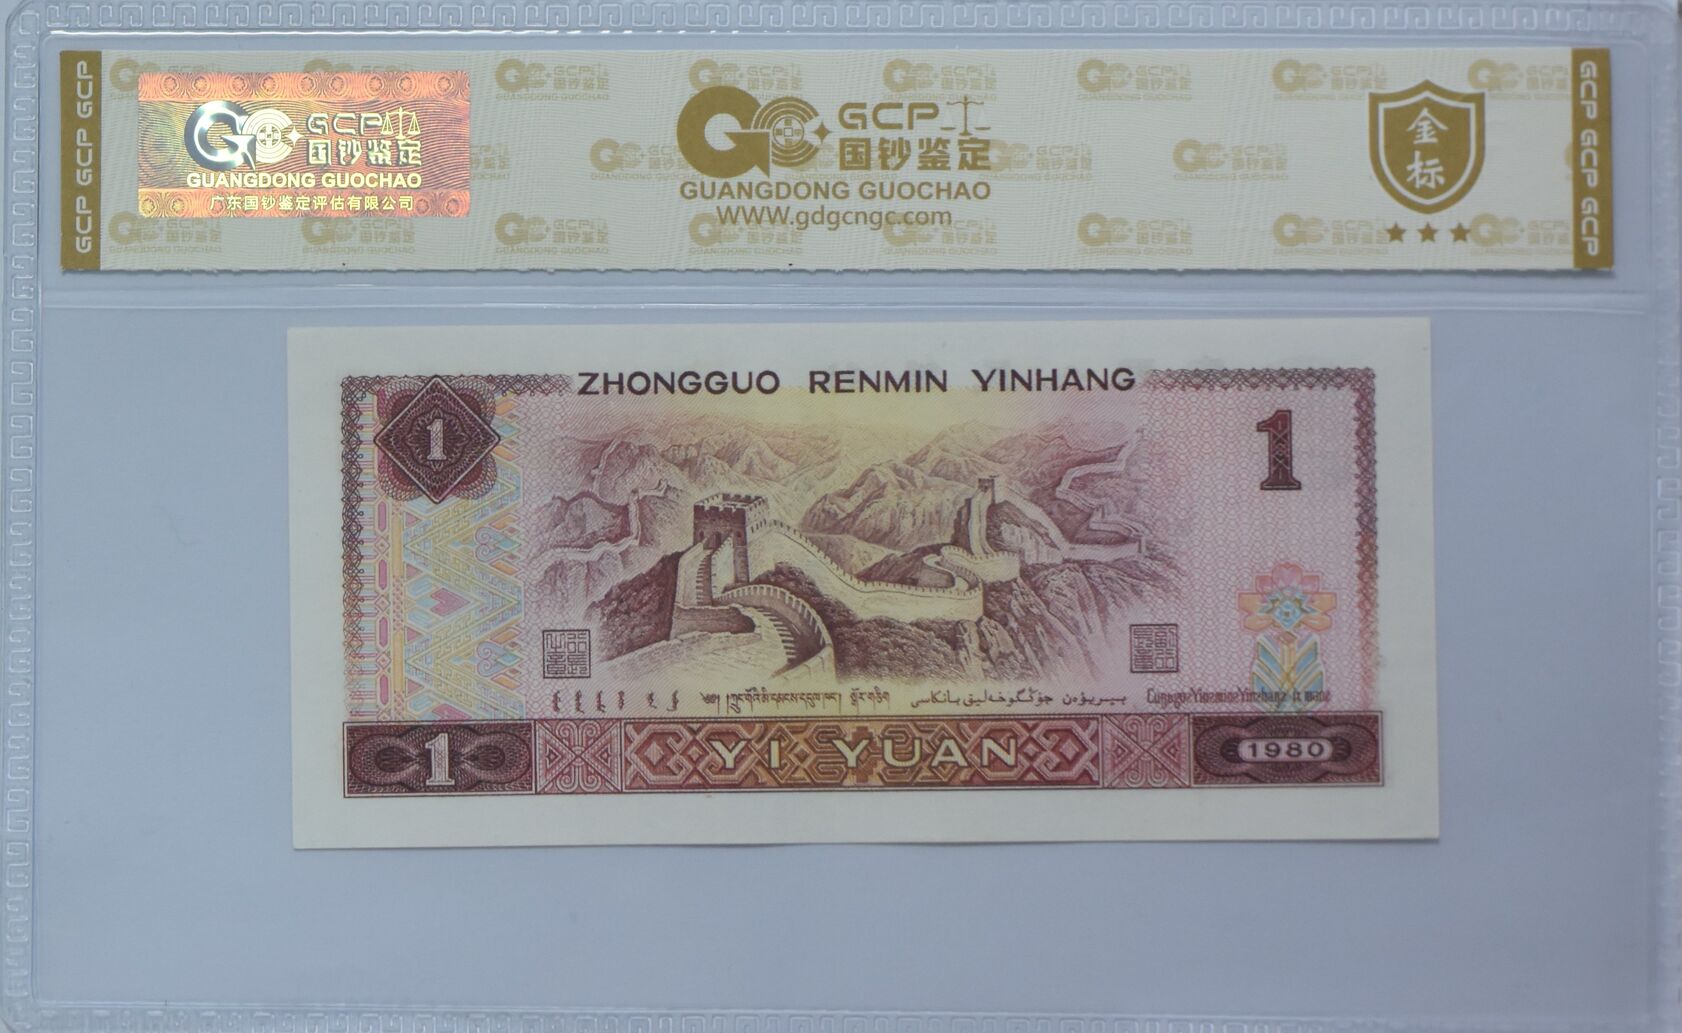 GCP GCP GCP
GCP
国钞鉴定
GUANGDONG GUOCHAO
广东国钞鉴定评估有限公司
GCP
国钞鉴定
GUANGDONG GUOCHAO
WWW.gdgcngc.com
金
标
GCP GCP GCP GCP
ZHONGGUO RENMIN YINHANG
1
1
1
YI YUAN
1980